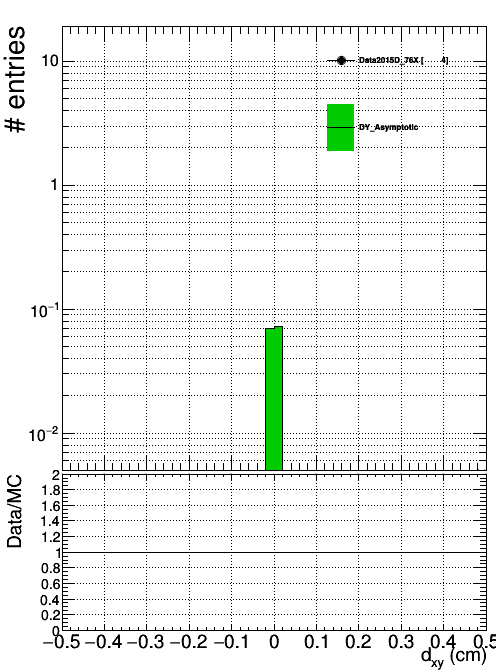 # entries
10
Data2015D_76X [ 4]
DY_Asymptotic
1
10⁻¹
10⁻²
Data/MC
2
1.8
1.6
1.4
1.2
1
0.8
0.6
0.4
0.2
0
−0.5 −0.4 −0.3 −0.2 −0.1 0 0.1 0.2 0.3 0.4 0.5
d_xy (cm)